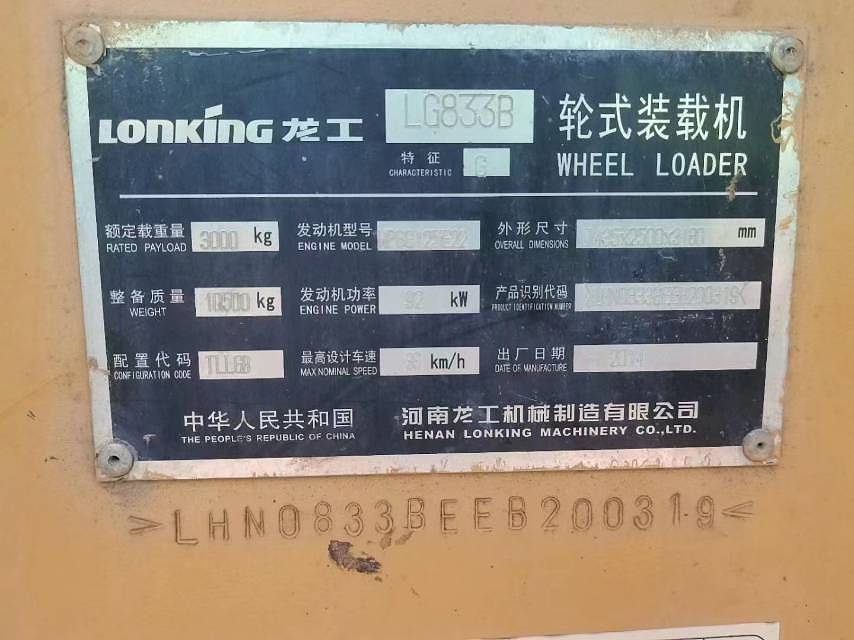 LONKING 龙工 LG833B 轮式装载机
特征 G WHEEL LOADER
CHARACTERISTIC
额定载重量 3000 kg 发动机型号 外形尺寸 mm
RATED PAYLOAD ENGINE MODEL OVERALL DIMENSIONS
整备质量 10500 kg 发动机功率 92 kW 产品识别代码
WEIGHT ENGINE POWER PRODUCT IDENTIFICATION NUMBER
配置代码 最高设计车速 km/h 出厂日期 2014
CONFIGURATION CODE MAX NOMINAL SPEED DATE OF MANUFACTURE
中华人民共和国 河南龙工机械制造有限公司
THE PEOPLE'S REPUBLIC OF CHINA HENAN LONKING MACHINERY CO.,LTD.
>LHN0833BEEB200319<